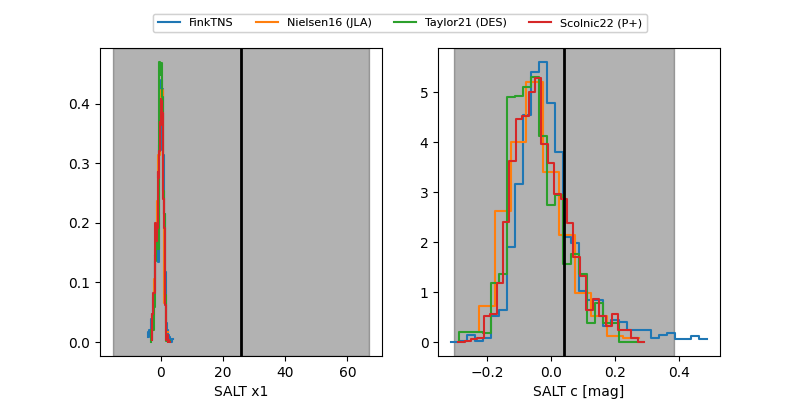 FinkTNS Nielsen16 (JLA) Taylor21 (DES) Scolnic22 (P+)
0.4
0.3
0.2
0.1
0.0
0 20 40 60
SALT x1
5
4
3
2
1
0
−0.2 0.0 0.2 0.4
SALT c [mag]